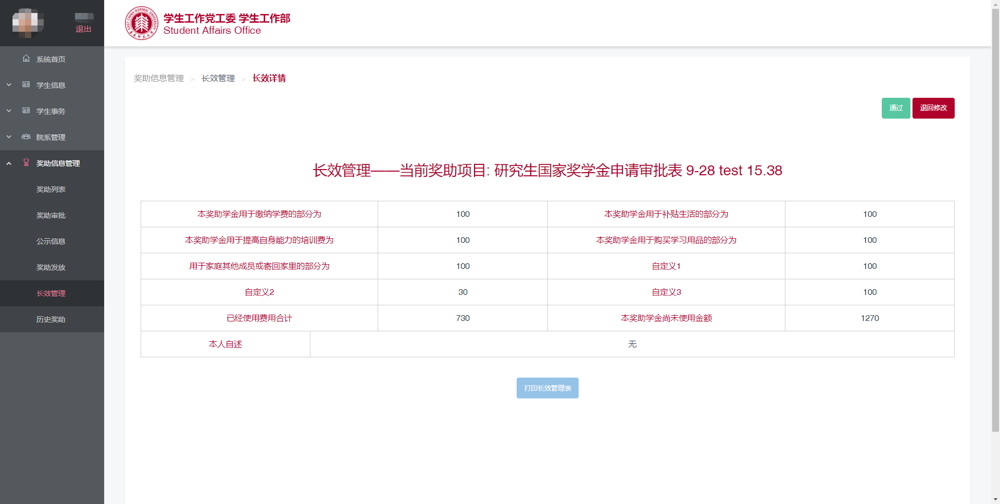 退出
系统首页
学生信息
学生事务
院系管理
奖助信息管理
奖助列表
奖助审批
公示信息
奖助发放
长效管理
历史奖助
EAST CHINA NORMAL UNIVERSITY
华东师范大学
学生工作党工委 学生工作部
Student Affairs Office
奖助信息管理 > 长效管理 > 长效详情
通过 退回修改
长效管理——当前奖助项目: 研究生国家奖学金申请审批表 9-28 test 15.38
本奖助学金用于缴纳学费的部分为 100 本奖助学金用于补贴生活的部分为 100
本奖助学金用于提高自身能力的培训费为 100 本奖助学金用于购买学习用品的部分为 100
用于家庭其他成员或寄回家里的部分为 100 自定义1 100
自定义2 30 自定义3 100
已经使用费用合计 730 本奖助学金尚未使用金额 1270
本人自述 无
打印长效管理表